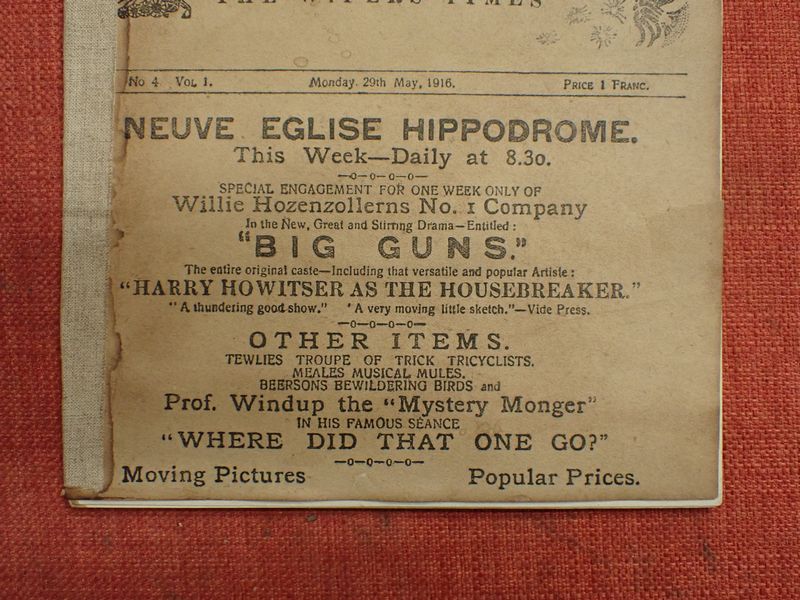 THE WIPERS TIMES
No 4 Vol 1. Monday. 29th May, 1916. Price 1 Franc.
NEUVE EGLISE HIPPODROME.
This Week—Daily at 8.30.
—o—o—o—o—
SPECIAL ENGAGEMENT FOR ONE WEEK ONLY OF
Willie Hozenzollerns No. 1 Company
In the New, Great and Stirrng Drama—Entitled :
"BIG GUNS."
The entire original caste—Including that versatile and popular Artiste :
"HARRY HOWITSER AS THE HOUSEBREAKER."
"A thundering good show." 'A very moving little sketch."—Vide Press.
—o—o—o—o—
OTHER ITEMS.
TEWLIES TROUPE OF TRICK TRICYCLISTS.
MEALES MUSICAL MULES.
BEERSONS BEWILDERING BIRDS and
Prof. Windup the "Mystery Monger"
IN HIS FAMOUS SÉANCE
"WHERE DID THAT ONE GO?"
—o—o—o—o—
Moving Pictures Popular Prices.